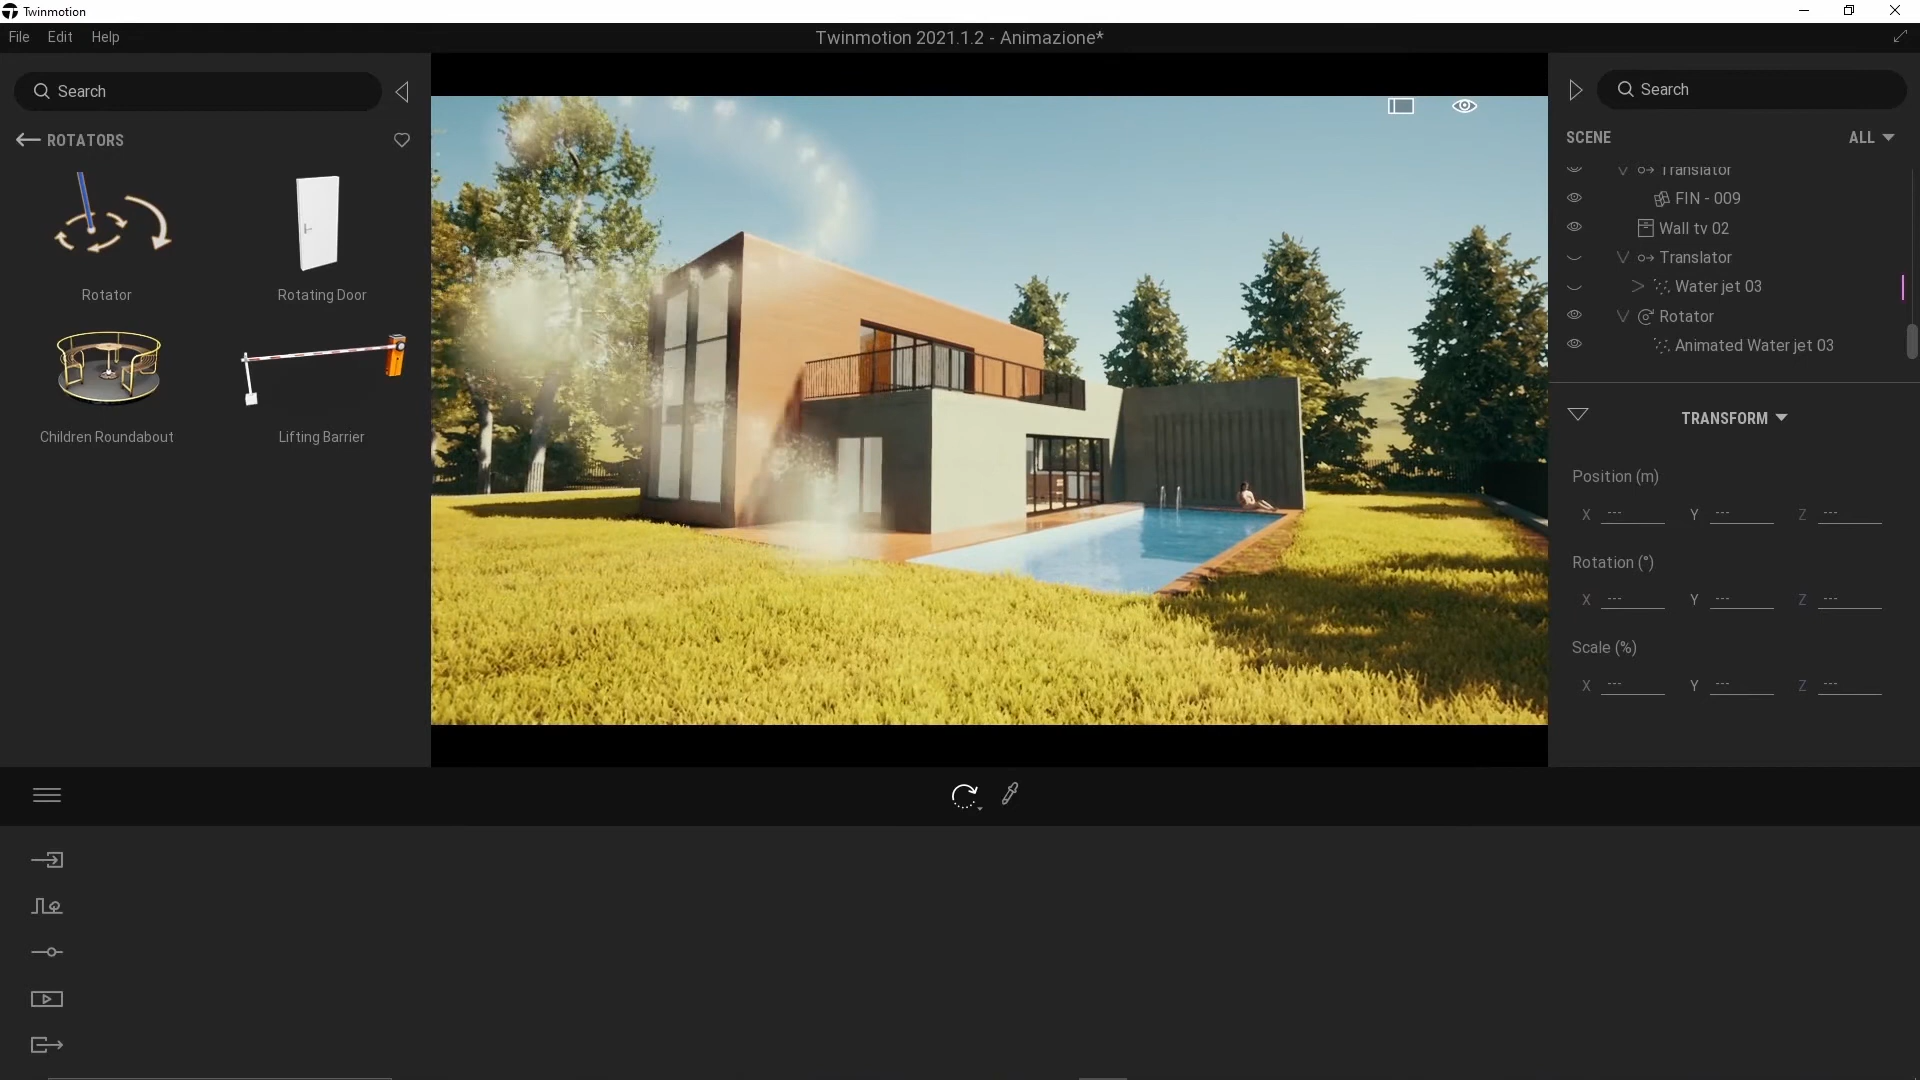 Twinmotion
File Edit Help
Twinmotion 2021.1.2 - Animazione*
Search
ROTATORS
Rotator
Rotating Door
Children Roundabout
Lifting Barrier
Search
SCENE
ALL
Translator
FIN - 009
Wall tv 02
Translator
Water jet 03
Rotator
Animated Water jet 03
TRANSFORM
Position (m)
X --- Y --- Z ---
Rotation (°)
X --- Y --- Z ---
Scale (%)
X --- Y --- Z ---